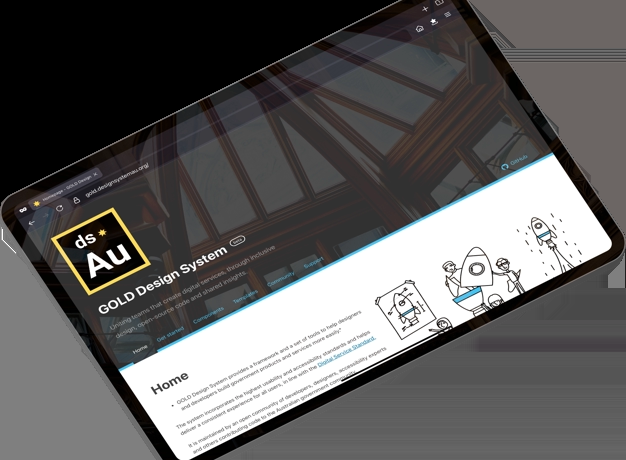 Homepage - GOLD Design
gold.designsystemau.org/
GitHub
ds
Au
GOLD Design System
Uniting teams that create digital services, through inclusive
design, open-source code and shared insights.
Home Get started Components Templates Community Support
Home
GOLD Design System provides a framework and a set of tools to help designers
and developers build government products and services more easily.
The system incorporates the highest usability and accessibility standards and helps
deliver a consistent experience for all users, in line with the Digital Service Standard.
It is maintained by an open community of designers, developers, accessibility experts
and others contributing code to the Australian government community.